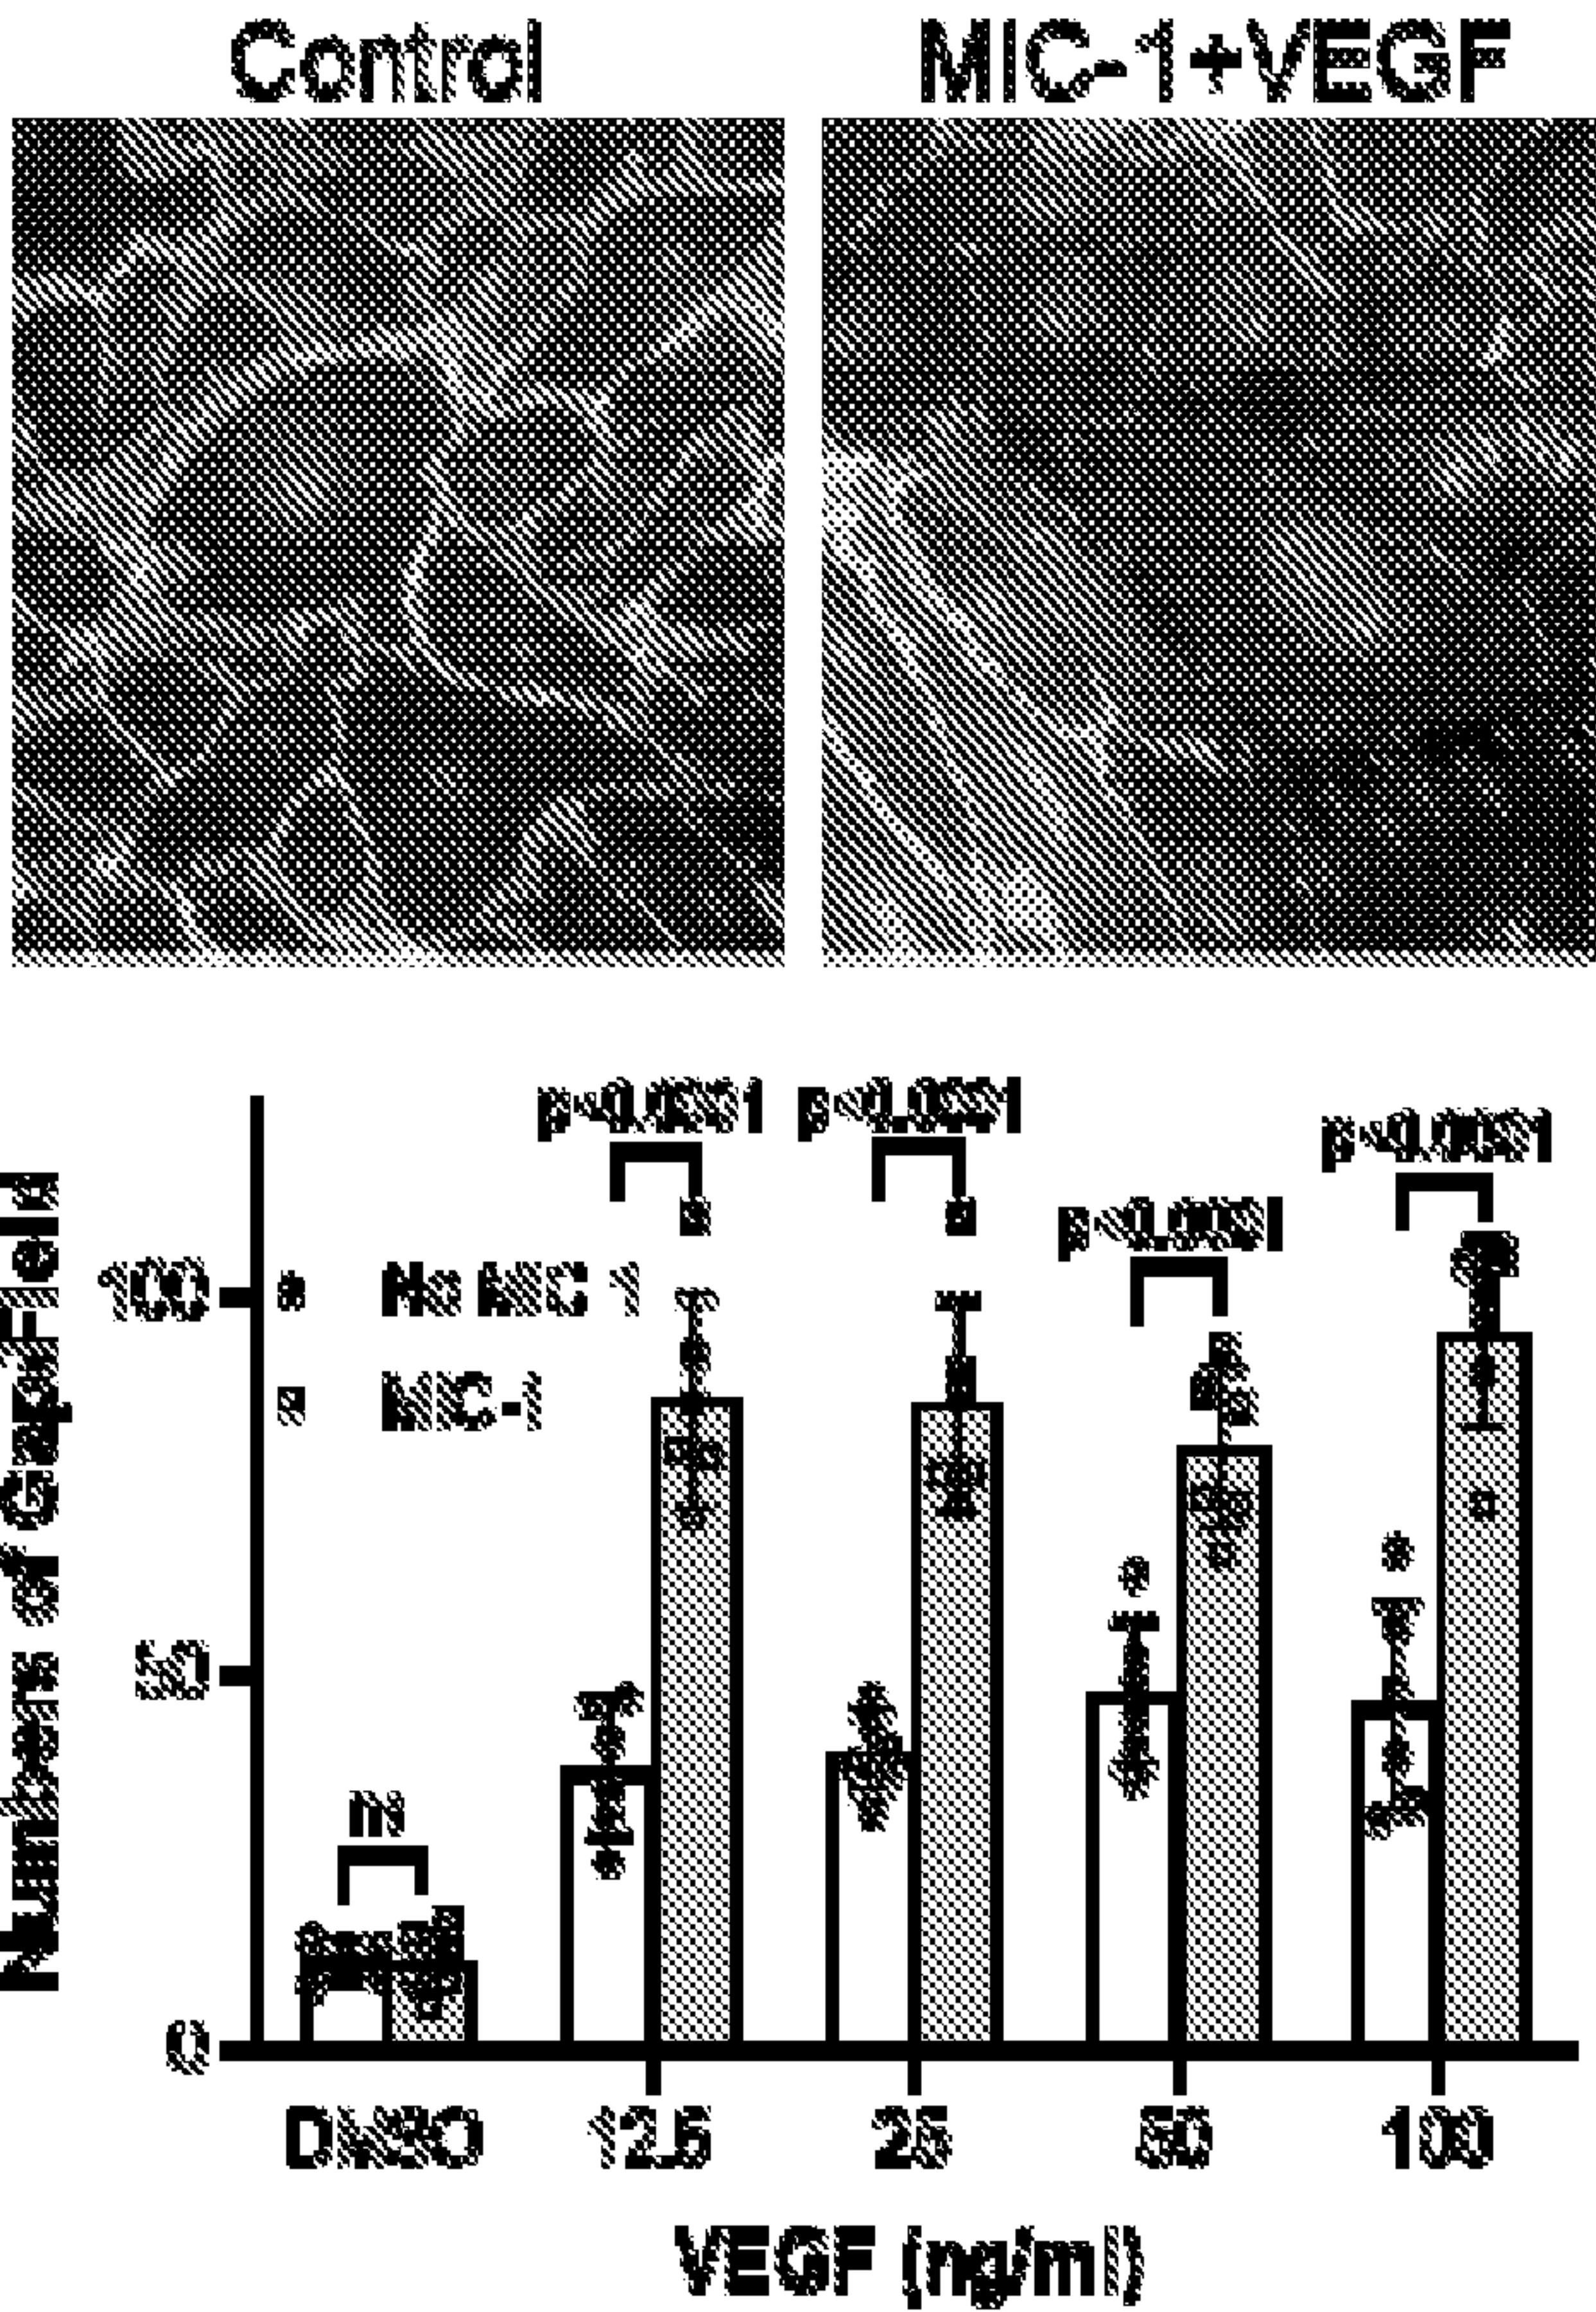 Control
MIC-1+VEGF
p<0.0001 p<0.0001
p<0.0001
p<0.0001
Numbers of Gap/Field
100
No MIC-1
MIC-1
50
0
DMSO 12.5 25 50 100
VEGF (ng/ml)